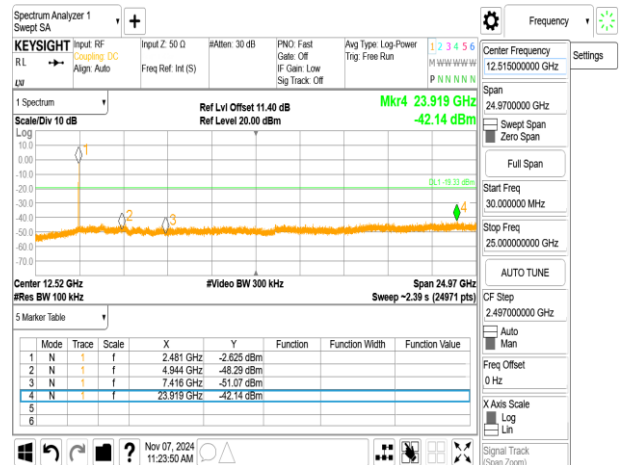 Spectrum Analyzer 1
Swept SA
+
Frequency
KEYSIGHT
RL
Input: RF
Coupling: DC
Align: Auto
Input Z: 50 Ω
Freq Ref: Int (S)
#Atten: 30 dB
PNO: Fast
Gate: Off
IF Gain: Low
Sig Track: Off
Avg Type: Log-Power
Trig: Free Run
1 2 3 4 5 6
M W W W W W
P N N N N N
Center Frequency
12.515000000 GHz
Settings
Span
24.9700000 GHz
Swept Span
Zero Span
Full Span
Start Freq
30.000000 MHz
Stop Freq
25.000000000 GHz
AUTO TUNE
CF Step
2.497000000 GHz
Auto
Man
Freq Offset
0 Hz
X Axis Scale
Log
Lin
Signal Track
(Span Zoom)
1 Spectrum
Scale/Div 10 dB
Ref Lvl Offset 11.40 dB
Ref Level 20.00 dBm
Mkr4 23.919 GHz
-42.14 dBm
Log
10.0
0.00
-10.0
-20.0
-30.0
-40.0
-50.0
-60.0
-70.0
1
2
3
4
DL1 -19.33 dBm
Center 12.52 GHz
#Res BW 100 kHz
#Video BW 300 kHz
Span 24.97 GHz
Sweep ~2.39 s (24971 pts)
5 Marker Table
Mode Trace Scale X Y Function Function Width Function Value
1 N 1 f 2.481 GHz -2.625 dBm
2 N 1 f 4.944 GHz -48.29 dBm
3 N 1 f 7.416 GHz -51.07 dBm
4 N 1 f 23.919 GHz -42.14 dBm
5
6
?
Nov 07, 2024
11:23:50 AM